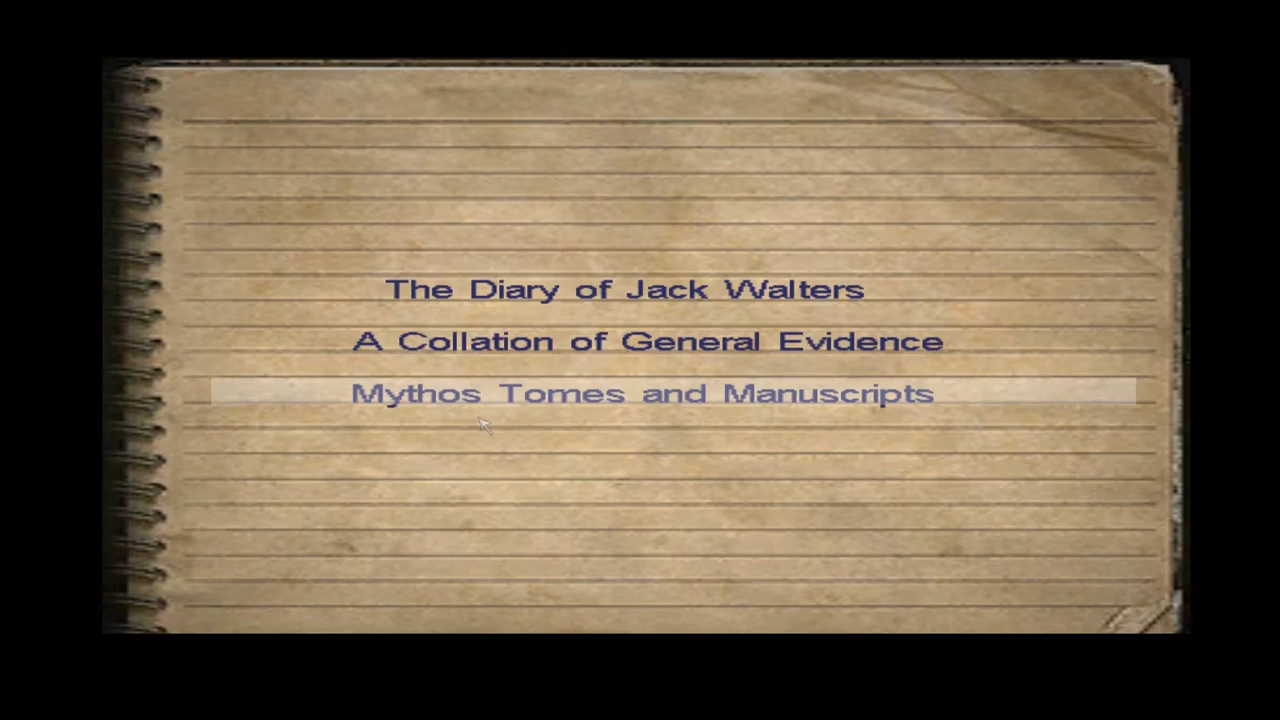 The Diary of Jack Walters
A Collation of General Evidence
Mythos Tomes and Manuscripts